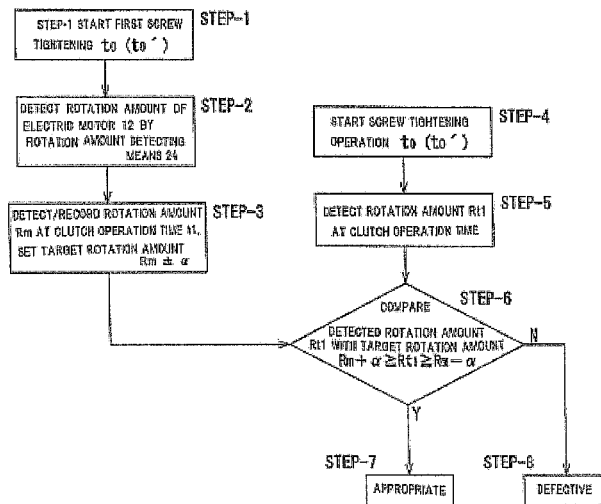 STEP-1 START FIRST SCREW
TIGHTENING to (to´)
STEP-1
DETECT ROTATION AMOUNT OF
ELECTRIC MOTOR 12 BY
ROTATION AMOUNT DETECTING
MEANS 24
STEP-2
DETECT/RECORD ROTATION AMOUNT
Rm AT CLUTCH OPERATION TIME t1,
SET TARGET ROTATION AMOUNT
Rm ± α
STEP-3
START SCREW TIGHTENING
OPERATION to (to´)
STEP-4
DETECT ROTATION AMOUNT Rt1
AT CLUTCH OPERATION TIME
STEP-5
STEP-6
COMPARE
DETECTED ROTATION AMOUNT
Rt1 WITH TARGET ROTATION AMOUNT
Rm + α ≧Rt1≧Rm− α
N
Y
STEP-7
APPROPRIATE
STEP-8
DEFECTIVE